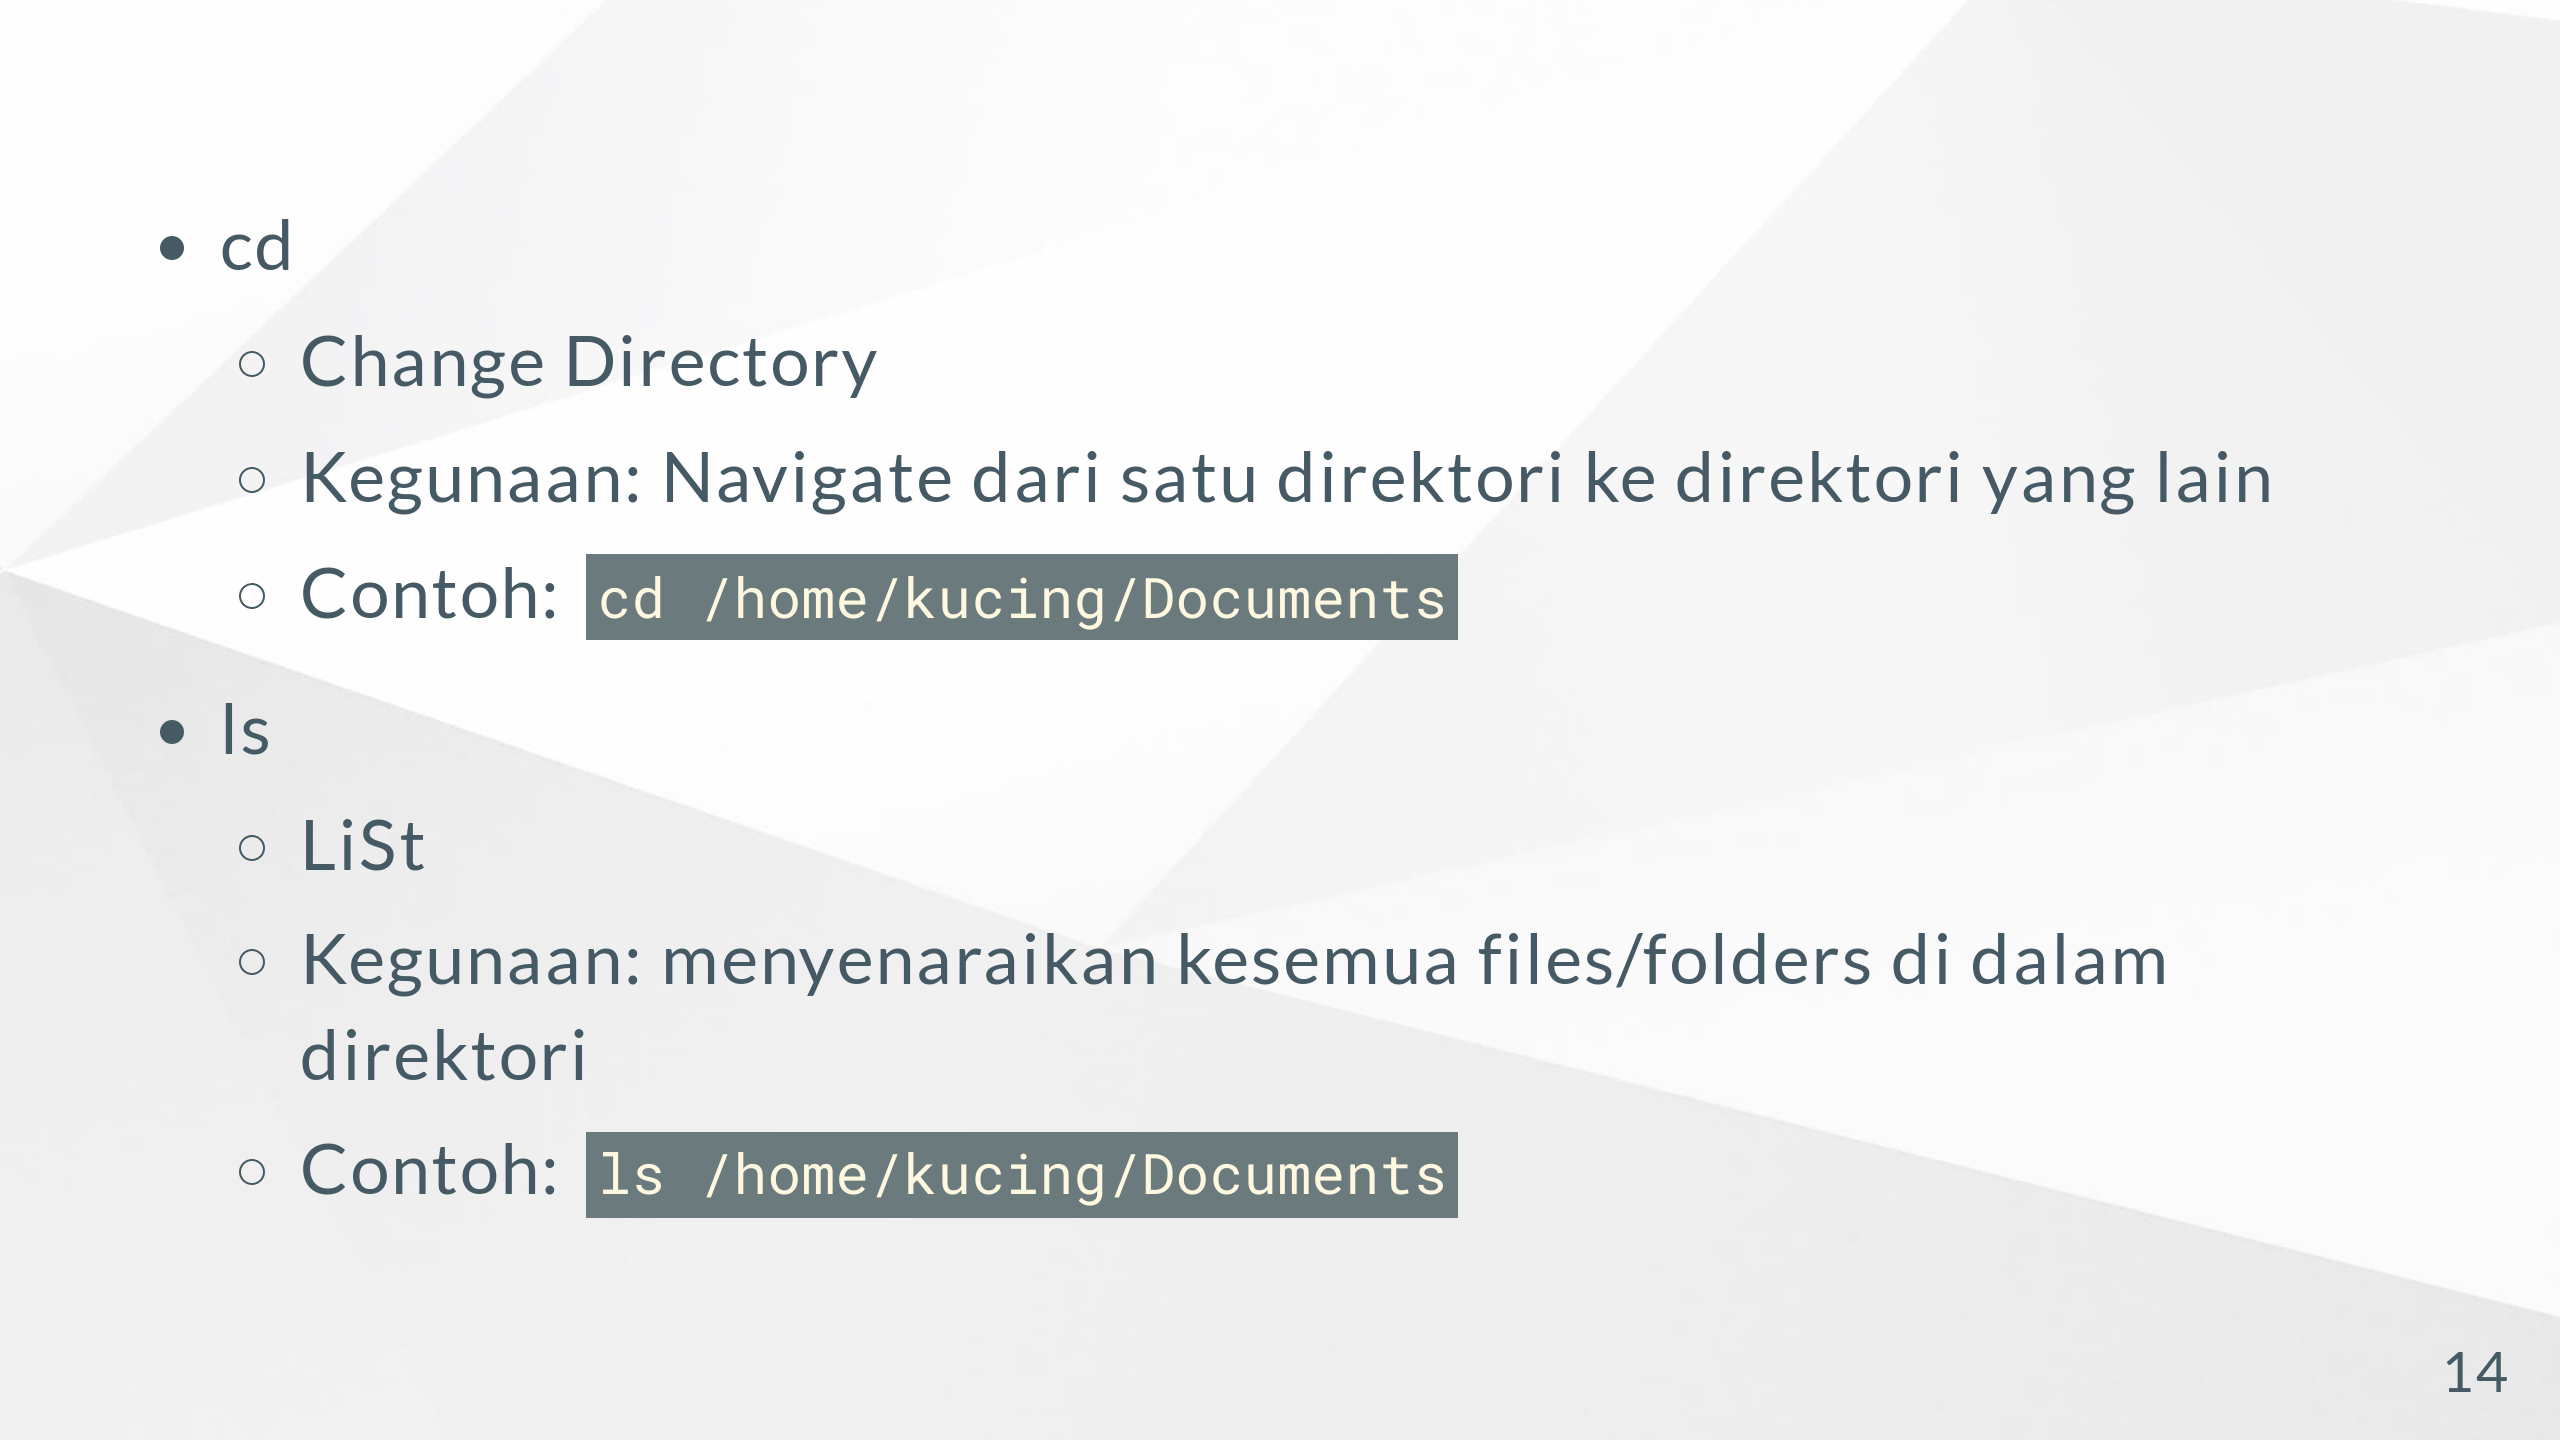 • cd
○ Change Directory
○ Kegunaan: Navigate dari satu direktori ke direktori yang lain
○ Contoh: cd /home/kucing/Documents
• ls
○ LiSt
○ Kegunaan: menyenaraikan kesemua files/folders di dalam
direktori
○ Contoh: ls /home/kucing/Documents
14